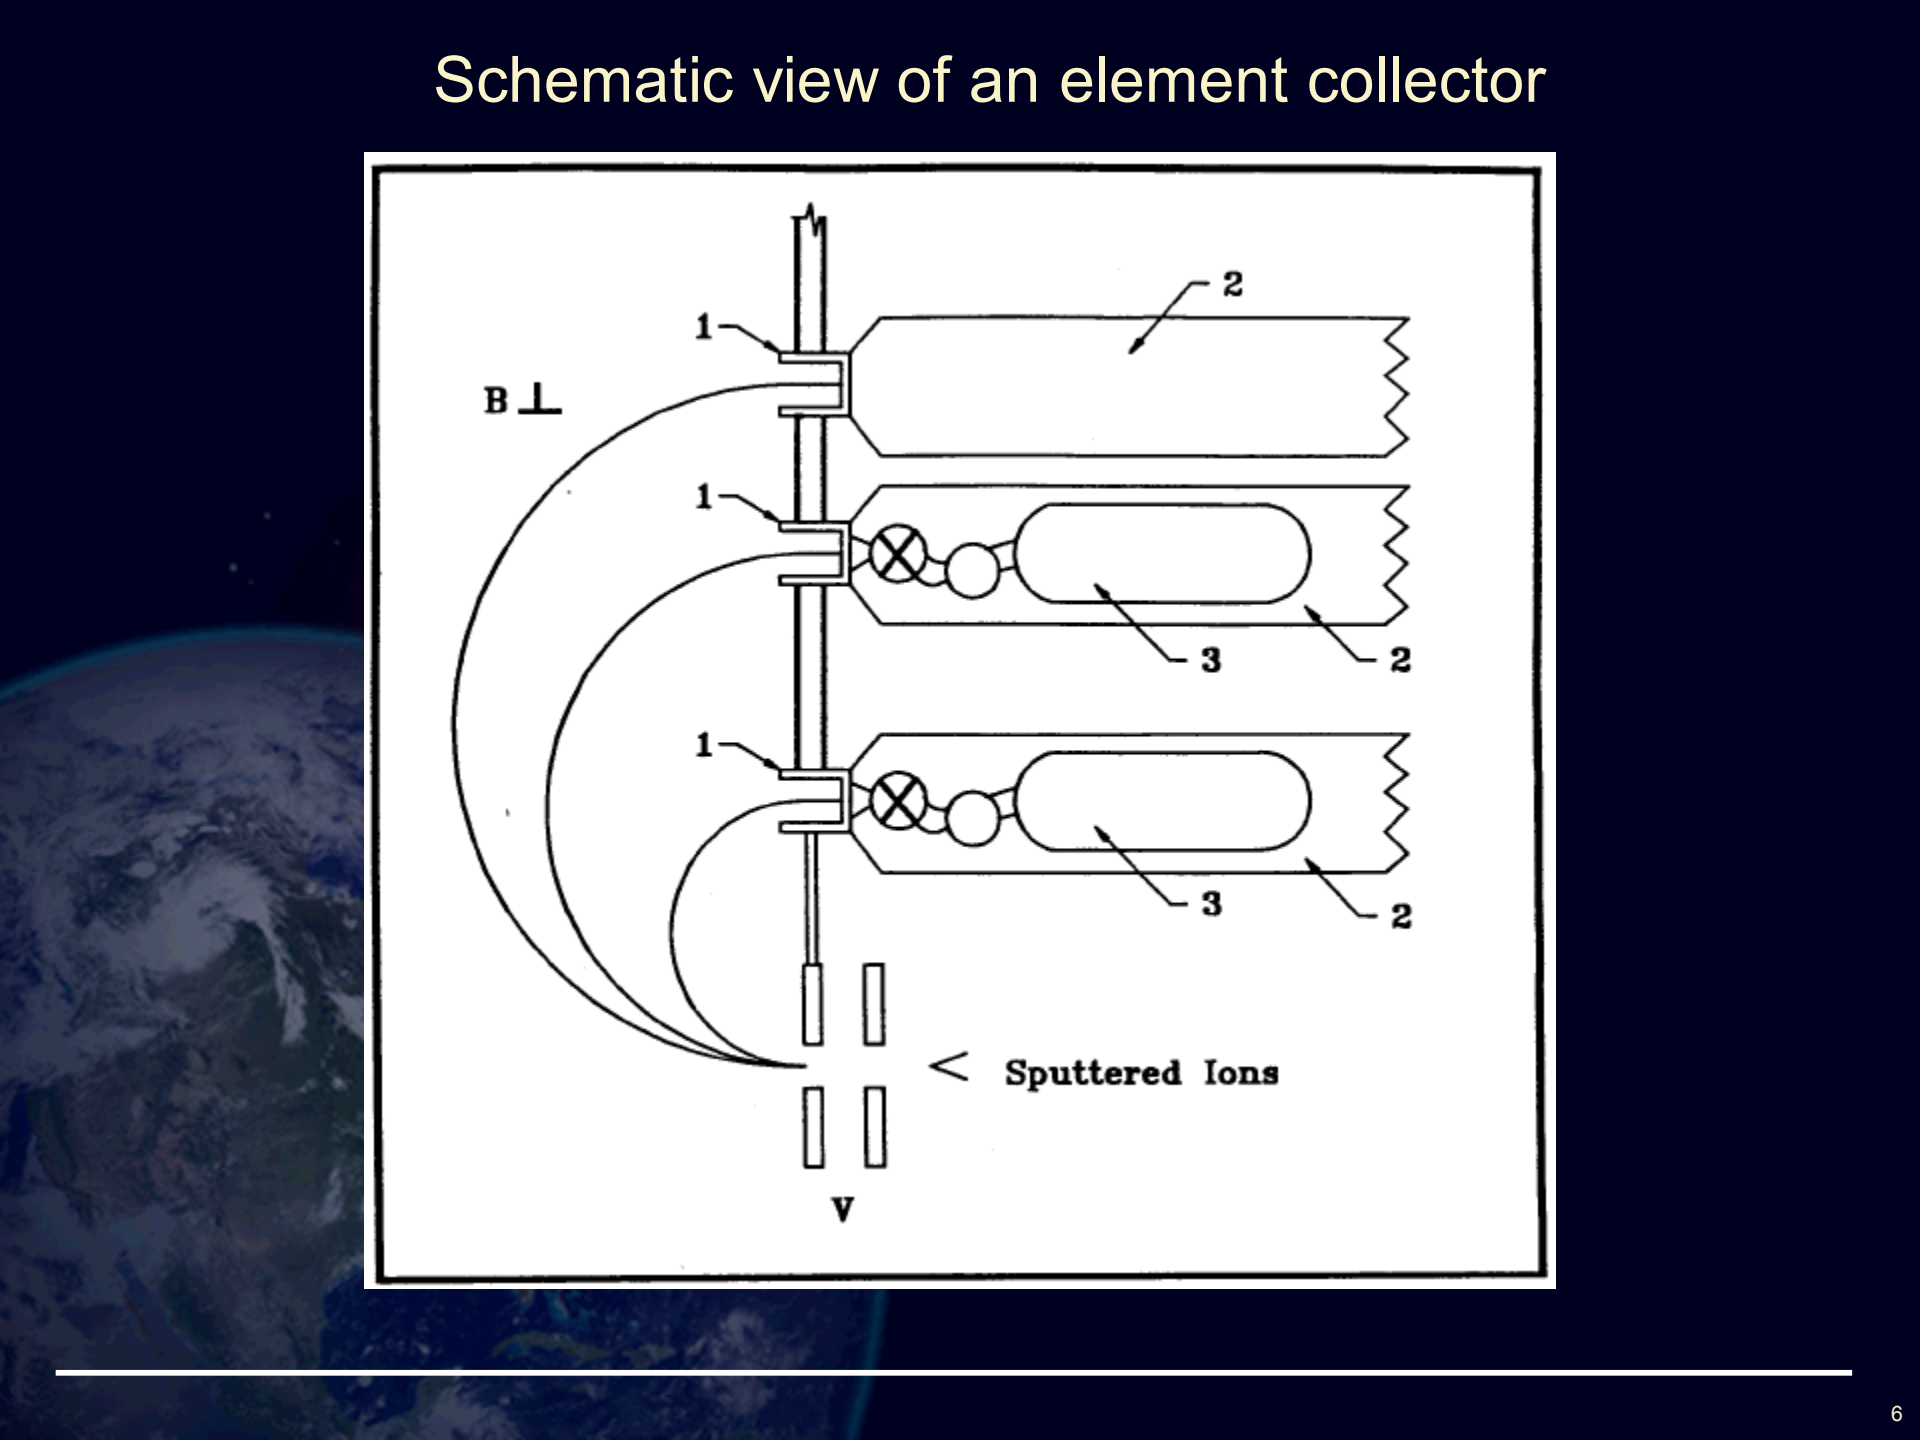 Schematic view of an element collector
2
1
B ⊥
1
3
2
1
3
2
< Sputtered Ions
V
6